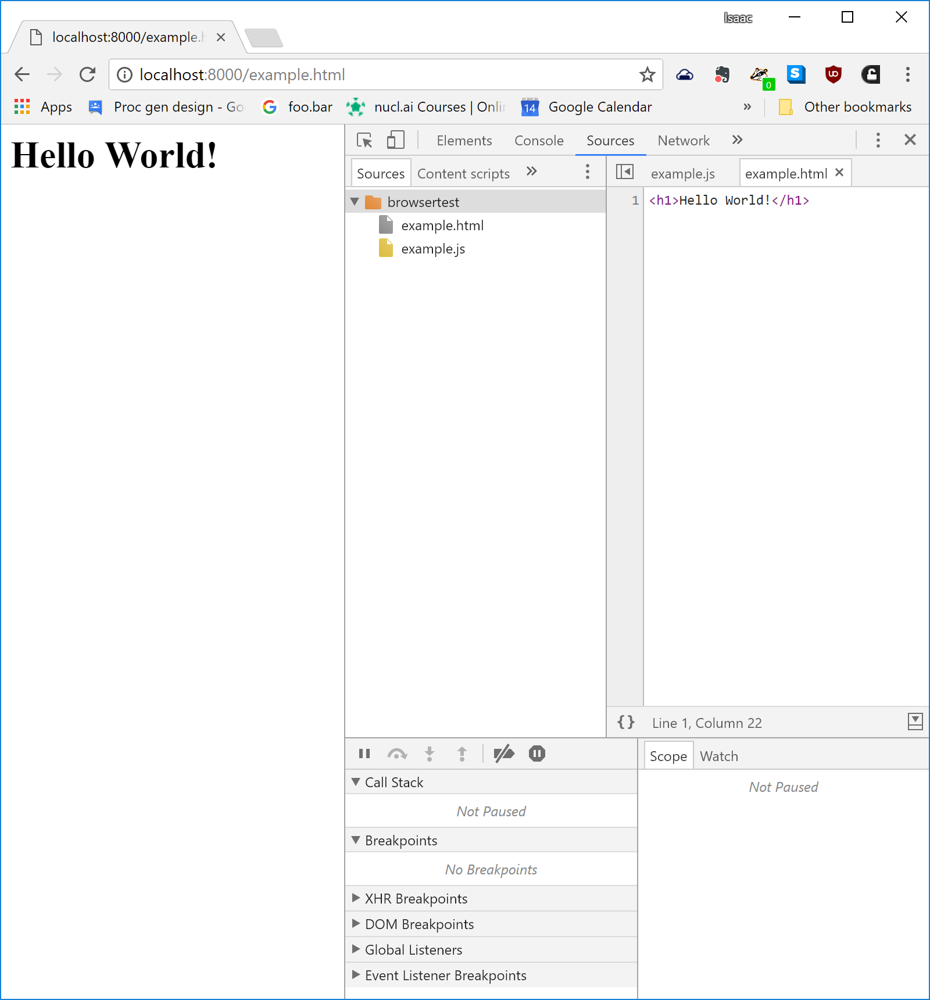 Isaac
localhost:8000/example.h
localhost:8000/example.html
0
S
Apps
Proc gen design - Go
foo.bar
nucl.ai Courses | Onli
14
Google Calendar
»
Other bookmarks
Hello World!
Elements Console Sources Network »
Sources Content scripts »
example.js example.html
browsertest
example.html
example.js
1 <h1>Hello World!</h1>
{} Line 1, Column 22
Call Stack
Not Paused
Breakpoints
No Breakpoints
XHR Breakpoints
DOM Breakpoints
Global Listeners
Event Listener Breakpoints
Scope Watch
Not Paused